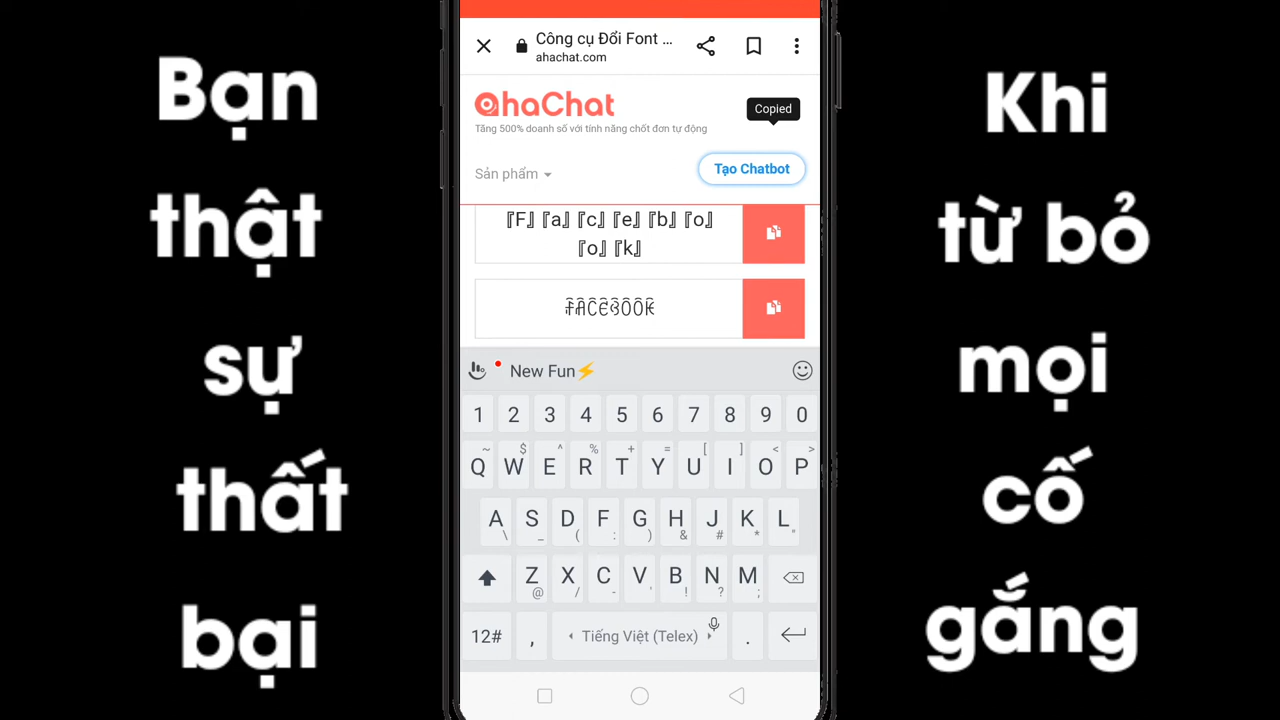 Bạn
thật
sự
thất
bại
Công cụ Đổi Font ...
ahachat.com
ahaChat
Copied
Tăng 500% doanh số với tính năng chốt đơn tự động
Sản phẩm
Tạo Chatbot
『F』『a』『c』『e』『b』『o』
『o』『k』
New Fun⚡
1 2 3 4 5 6 7 8 9 0
~ $ ^ % + = [ ] < >
Q W E R T Y U I O P
A S D F G H J K L
\ _ ( : ) & # * "
Z X C V B N M
@ / - ' ! ? ;
12# , Tiếng Việt (Telex) .
Khi
từ bỏ
mọi
cố
gắng